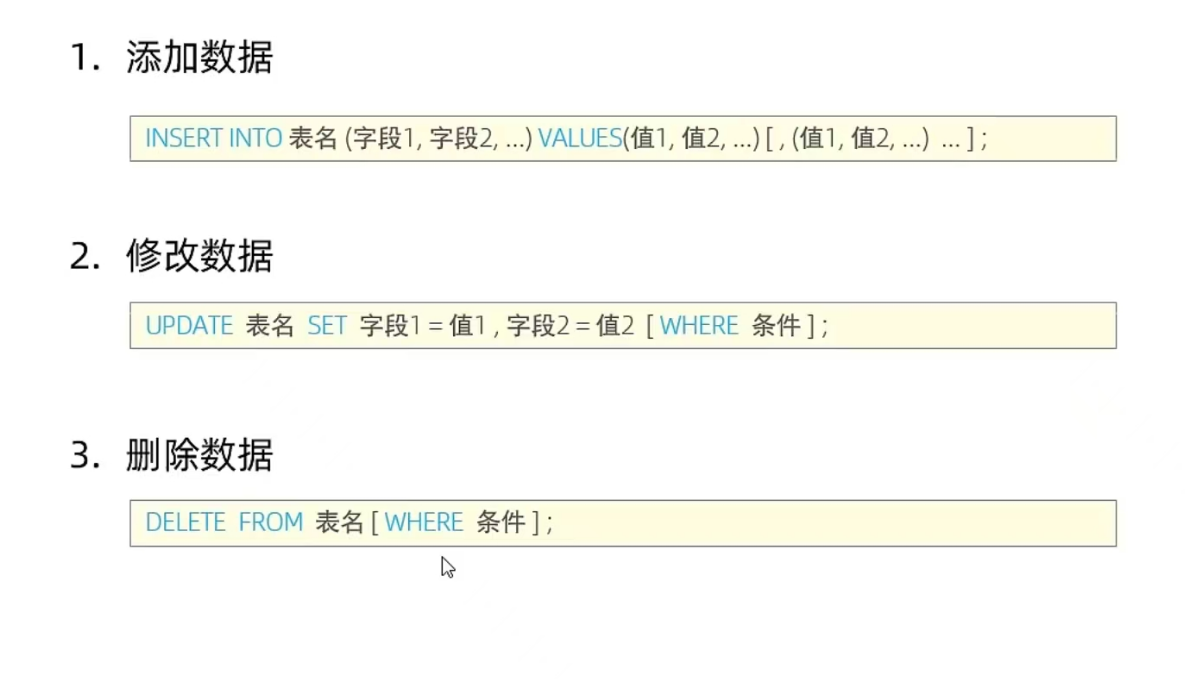 1. 添加数据
INSERT INTO 表名 (字段1, 字段2, ...) VALUES(值1, 值2, ...) [ , (值1, 值2, ...) ... ] ;
2. 修改数据
UPDATE 表名 SET 字段1 = 值1 , 字段2 = 值2 [ WHERE 条件 ] ;
3. 删除数据
DELETE FROM 表名 [ WHERE 条件 ] ;